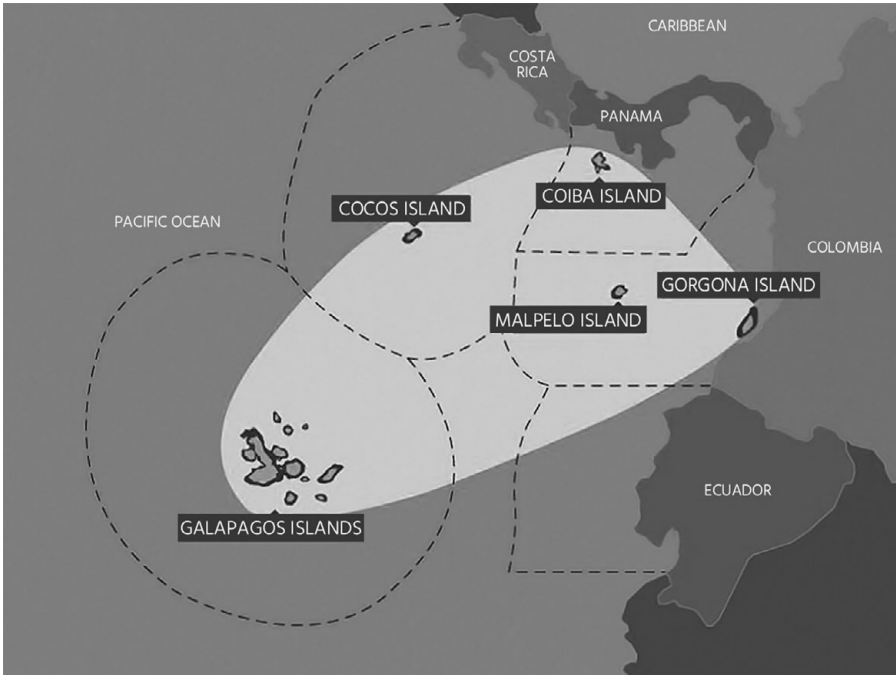 CARIBBEAN
COSTA
RICA
PANAMA
COIBA ISLAND
COCOS ISLAND
PACIFIC OCEAN
COLOMBIA
GORGONA ISLAND
MALPELO ISLAND
ECUADOR
GALAPAGOS ISLANDS